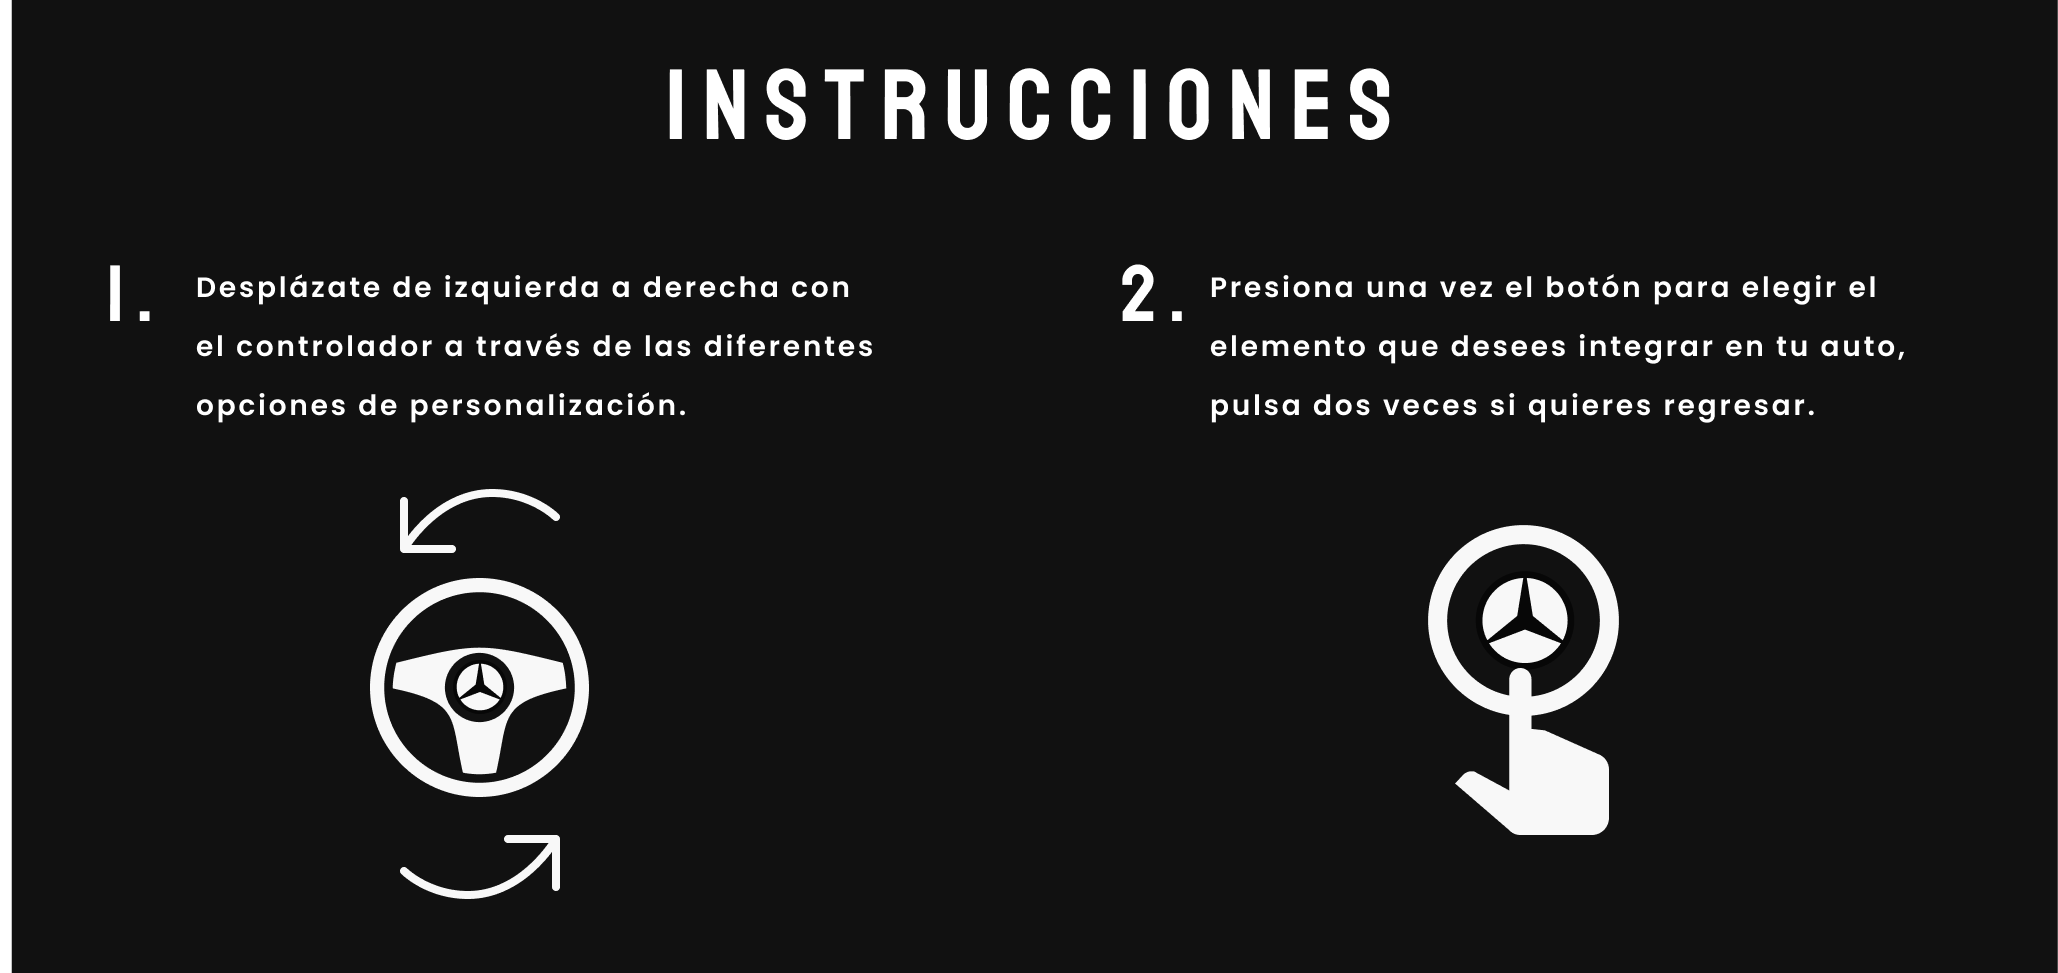 INSTRUCCIONES
1. Desplázate de izquierda a derecha con
el controlador a través de las diferentes
opciones de personalización.
2. Presiona una vez el botón para elegir el
elemento que desees integrar en tu auto,
pulsa dos veces si quieres regresar.